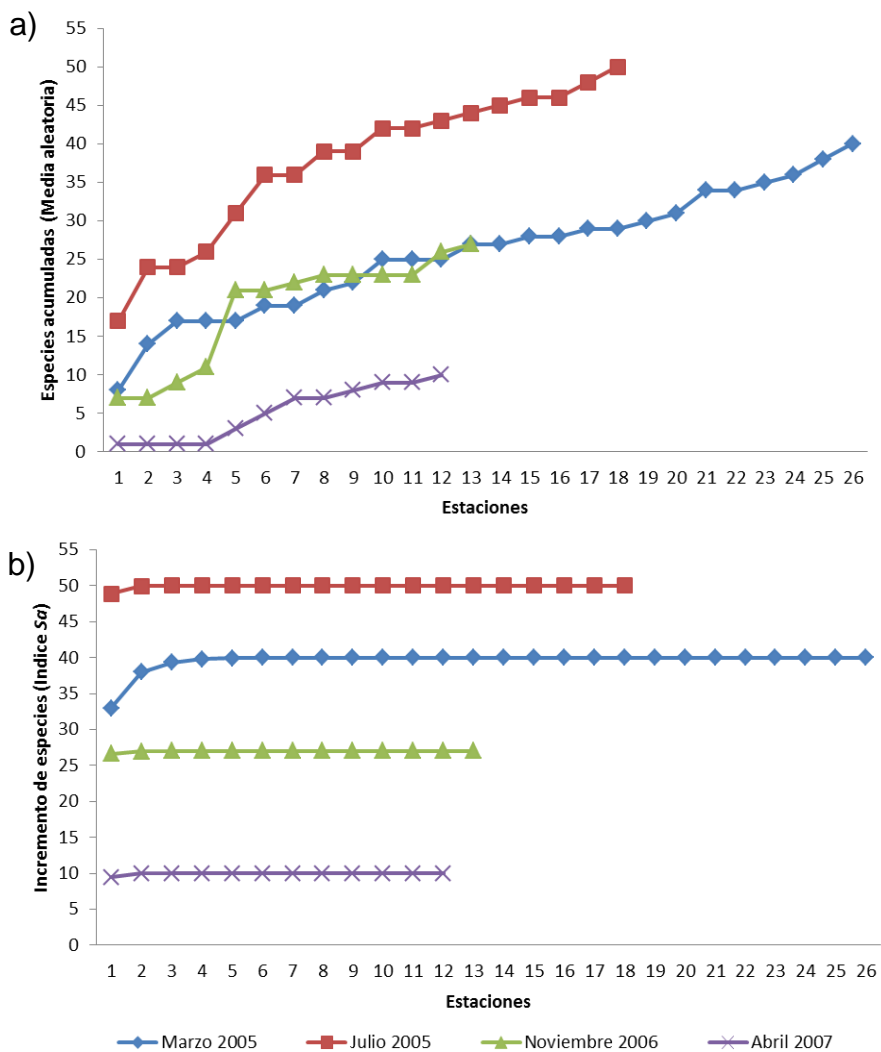 a)
Especies acumuladas (Media aleatoria)
55
50
45
40
35
30
25
20
15
10
5
0
1 2 3 4 5 6 7 8 9 10 11 12 13 14 15 16 17 18 19 20 21 22 23 24 25 26
Estaciones
b)
Incremento de especies (Indice Sa)
55
50
45
40
35
30
25
20
15
10
5
0
1 2 3 4 5 6 7 8 9 10 11 12 13 14 15 16 17 18 19 20 21 22 23 24 25 26
Estaciones
Marzo 2005 Julio 2005 Noviembre 2006 Abril 2007